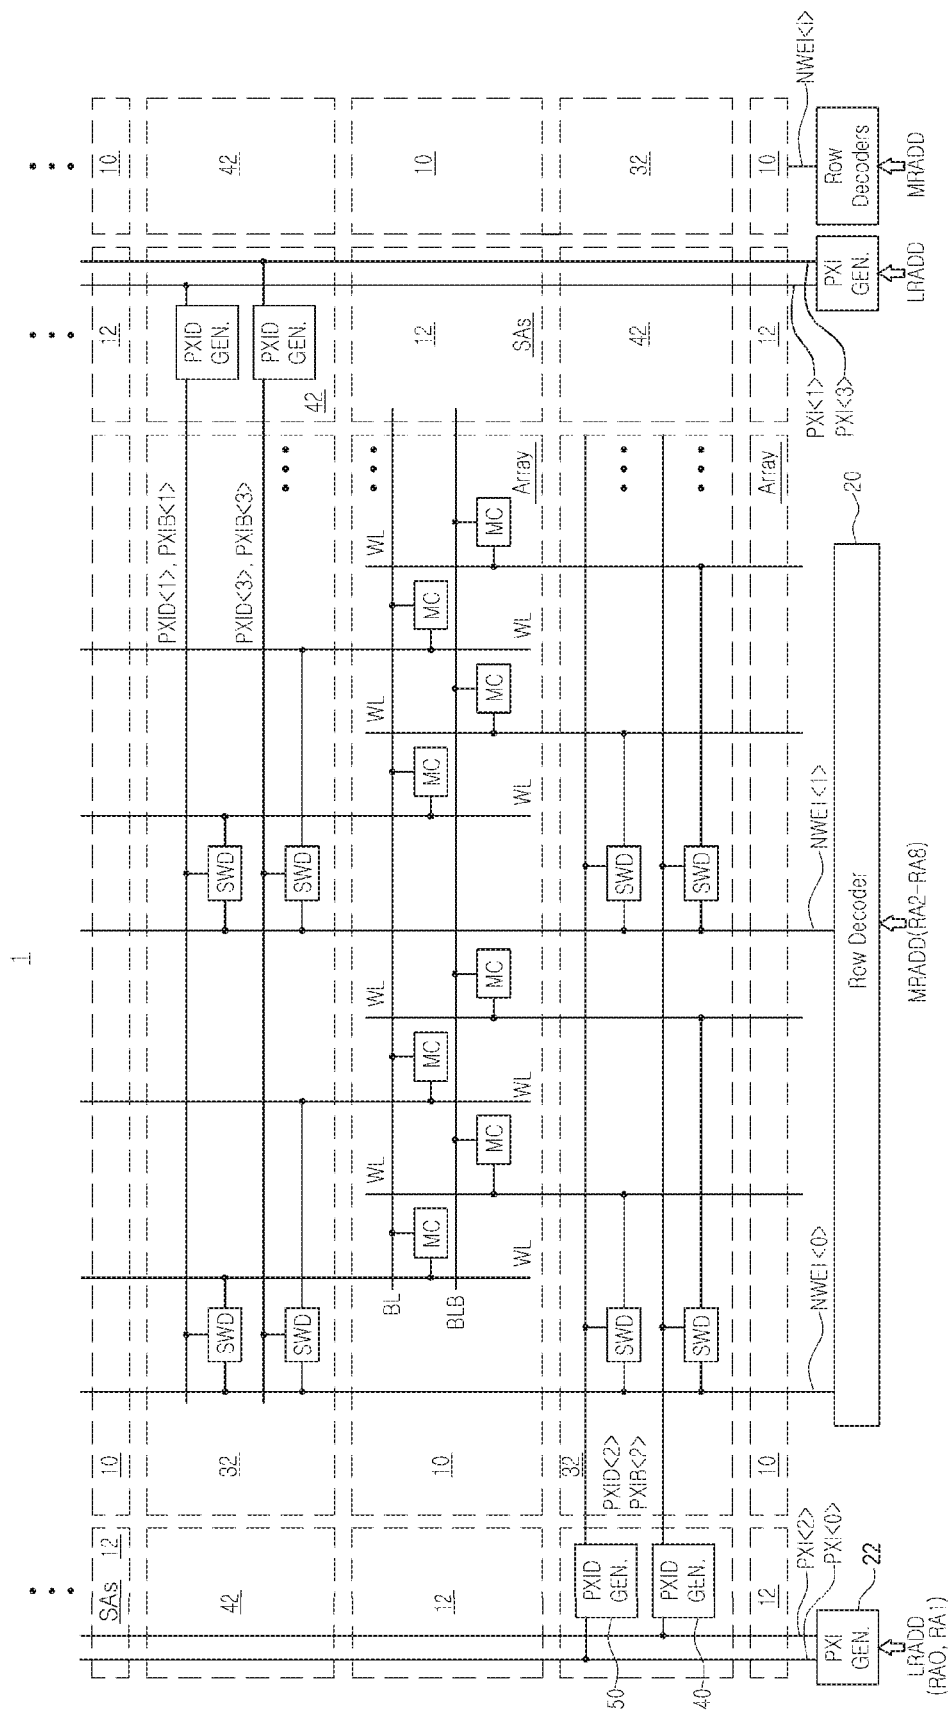 1
SAs 12
10
12
10
PXID<1>, PXIB<1>
PXID
GEN.
42
32
SWD
SWD
42
PXID<3>, PXIB<3>
PXID
GEN.
SWD
SWD
42
WL
WL
WL
WL
BL
MC
MC
MC
MC
12
10
12
10
BLB
MC
MC
MC
MC
WL
WL
WL
WL
Array
SAs
32
PXID
GEN.
PXID<2>
PXIB<2>
SWD
SWD
42
32
50
PXID
GEN.
SWD
SWD
40
12
10
Array
12
10
PXI<2>
PXI<0>
NWEI<0>
NWEI<1>
PXI<1>
PXI<3>
NWEI<i>
20
22
PXI
GEN.
Row Decoder
PXI
GEN.
Row
Decoders
LRADD
(RA0, RA1)
MRADD(RA2-RA8)
LRADD
MRADD